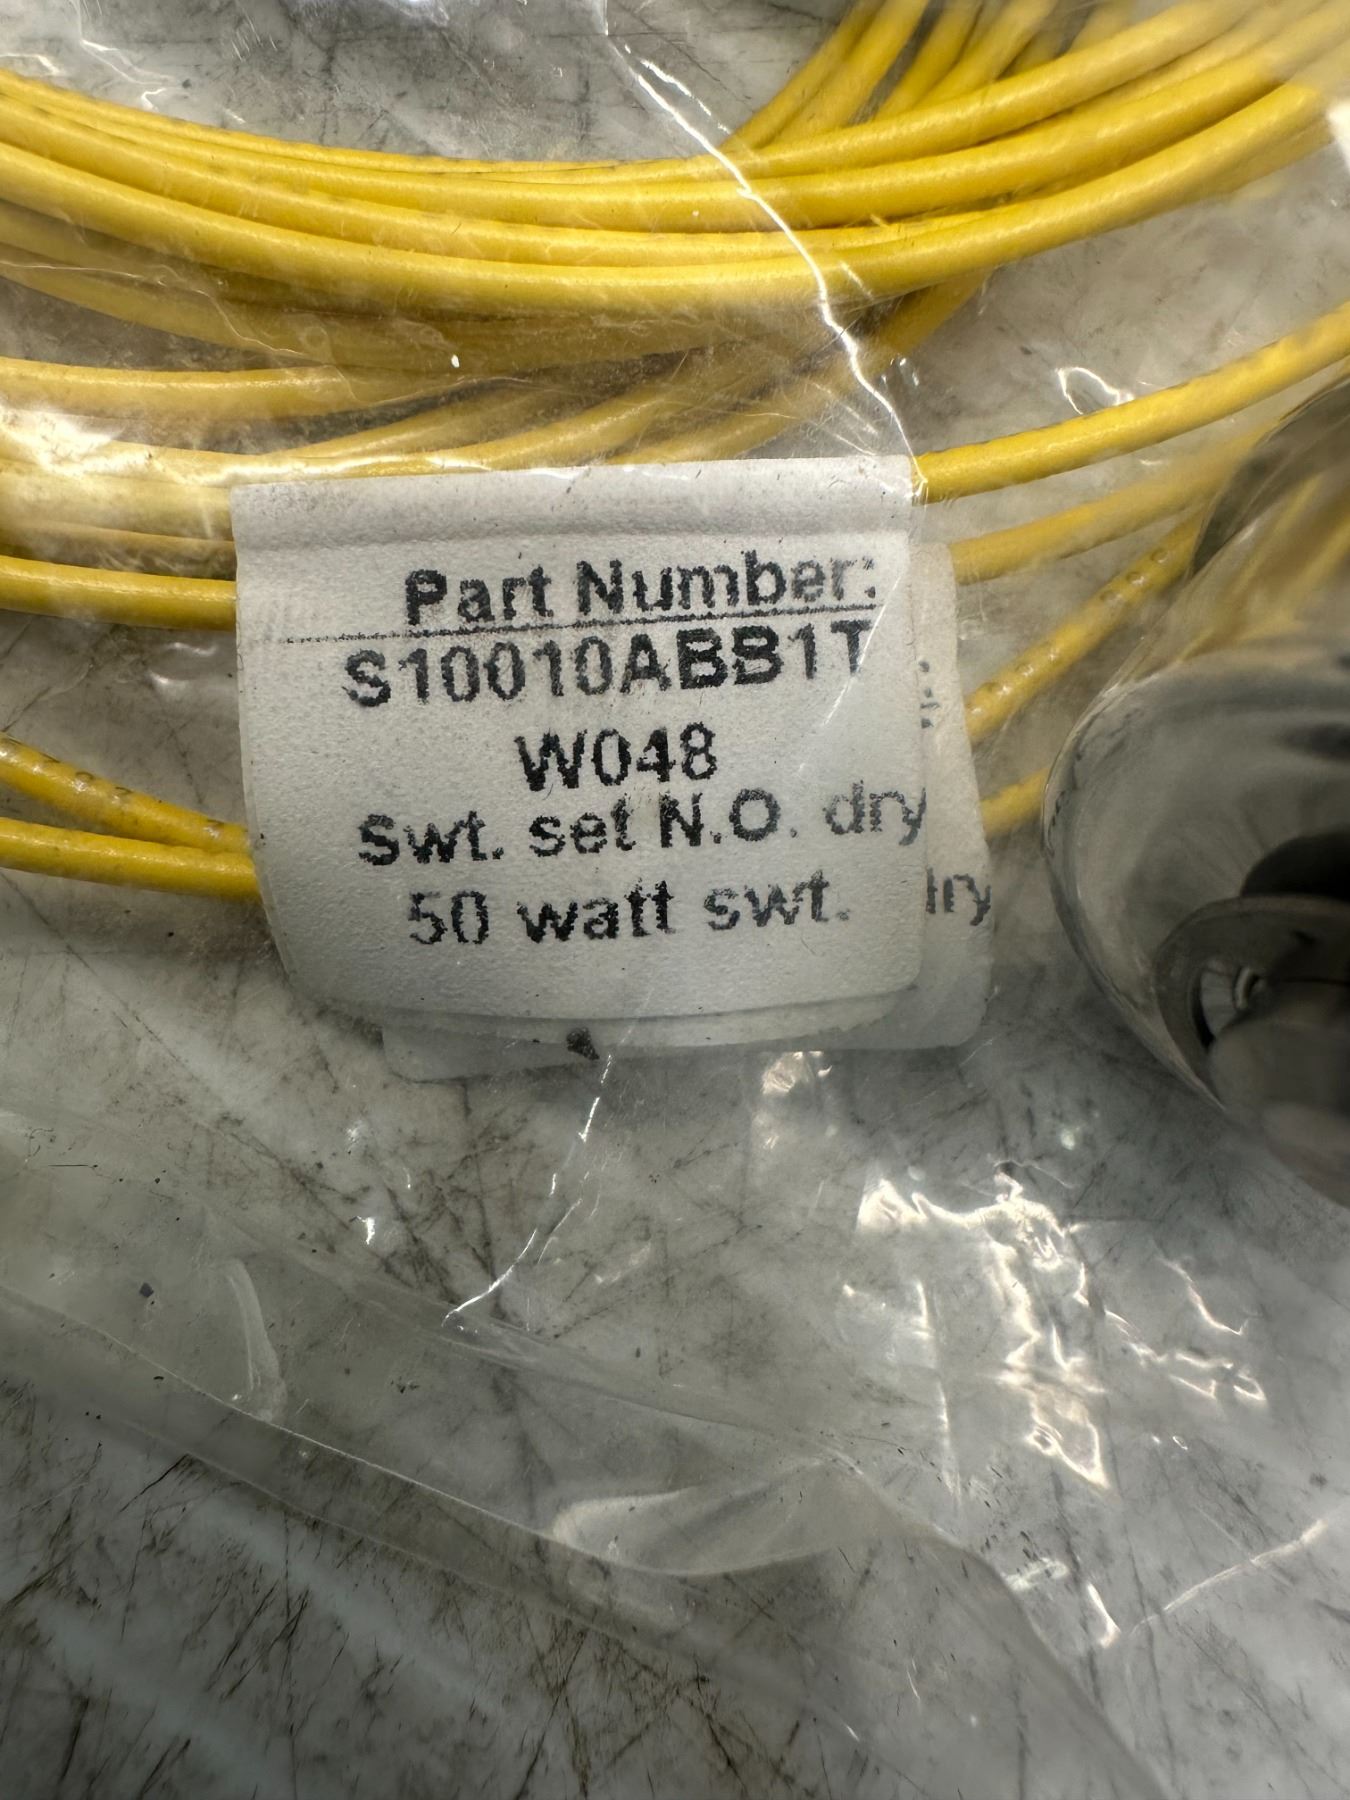 Part Number:
S10010ABB1T
W048
Swt. set N.O. dry
50 watt swt.